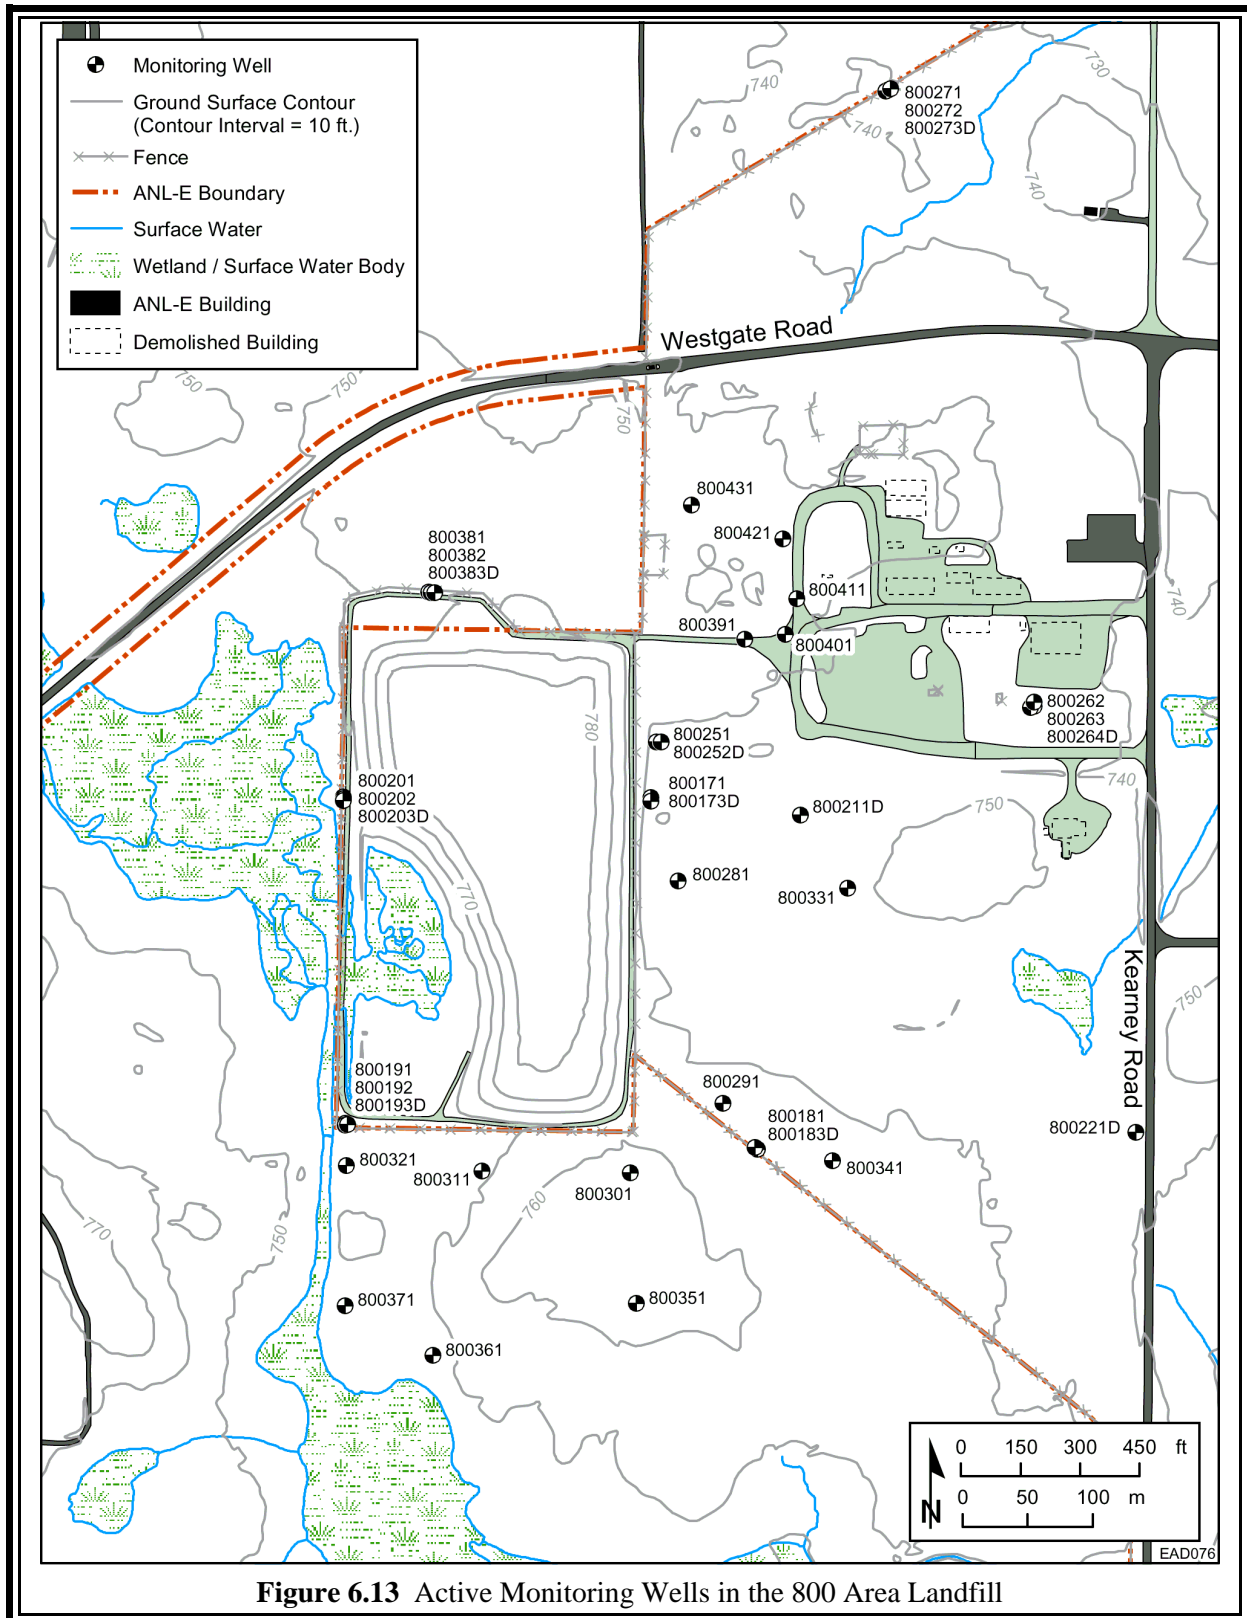 Monitoring Well
Ground Surface Contour
(Contour Interval = 10 ft.)
Fence
ANL-E Boundary
Surface Water
Wetland / Surface Water Body
ANL-E Building
Demolished Building
740
730
800271
800272
800273D
740
740
Westgate Road
750
750
750
800431
800421
800381
800382
800383D
800411
800391
800401
740
780
800262
800263
800264D
800251
800252D
740
800201
800202
800203D
800171
800173D
800211D
750
770
800281
800331
Kearney Road
750
800191
800192
800193D
800291
800181
800183D
800221D
800321
800311
800301
800341
760
770
750
800371
800351
800361
0 150 300 450 ft
0 50 100 m
N
EAD076
Figure 6.13 Active Monitoring Wells in the 800 Area Landfill